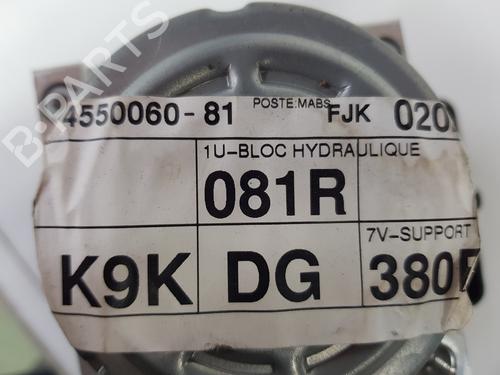 4550060-81 POSTE:MABS FJK 020
1U-BLOC HYDRAULIQUE
081R
7V-SUPPORT
K9K DG 380
B-PARTS